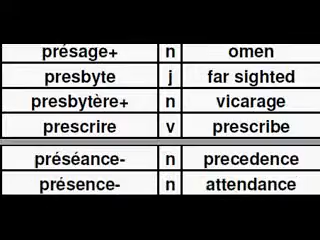 présage+ n omen
presbyte j far sighted
presbytère+ n vicarage
prescrire v prescribe
préséance- n precedence
présence- n attendance